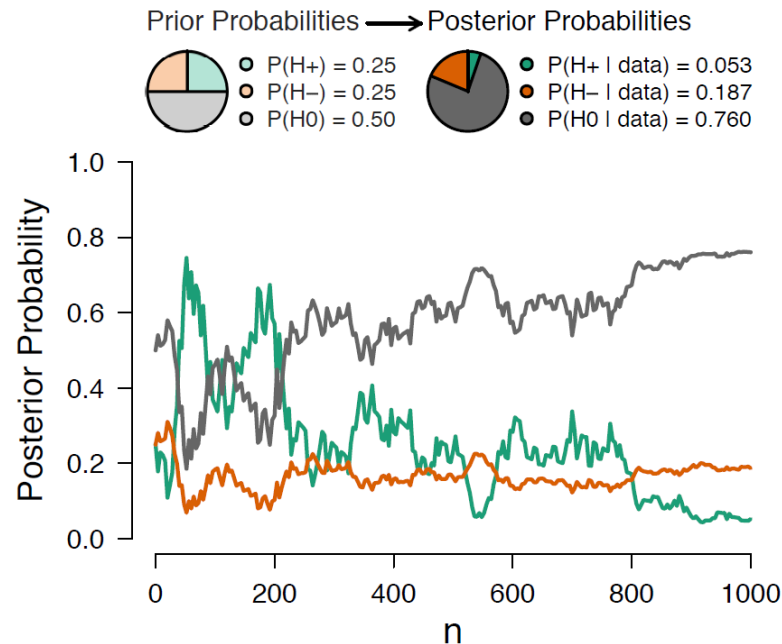 Prior Probabilities Posterior Probabilities
P(H+) = 0.25
P(H−) = 0.25
P(H0) = 0.50
P(H+ | data) = 0.053
P(H− | data) = 0.187
P(H0 | data) = 0.760
Posterior Probability
1.0
0.8
0.6
0.4
0.2
0.0
0 200 400 600 800 1000
n